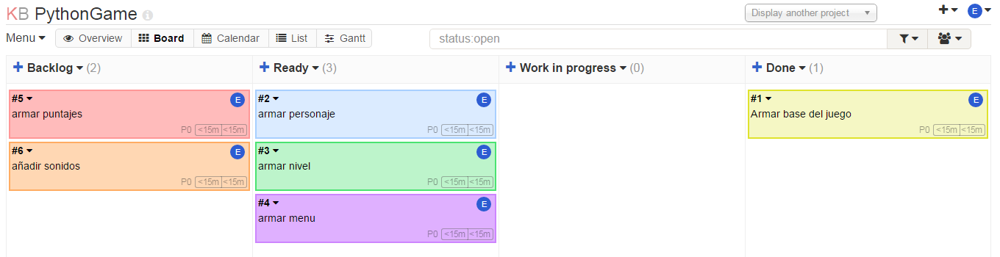 KB PythonGame
Display another project
E
Menu
Overview
Board
Calendar
List
Gantt
status:open
Backlog (2)
#5
E
armar puntajes
P0 <15m <15m
#6
E
añadir sonidos
P0 <15m <15m
Ready (3)
#2
E
armar personaje
P0 <15m <15m
#3
E
armar nivel
P0 <15m <15m
#4
E
armar menu
P0 <15m <15m
Work in progress (0)
Done (1)
#1
E
Armar base del juego
P0 <15m <15m